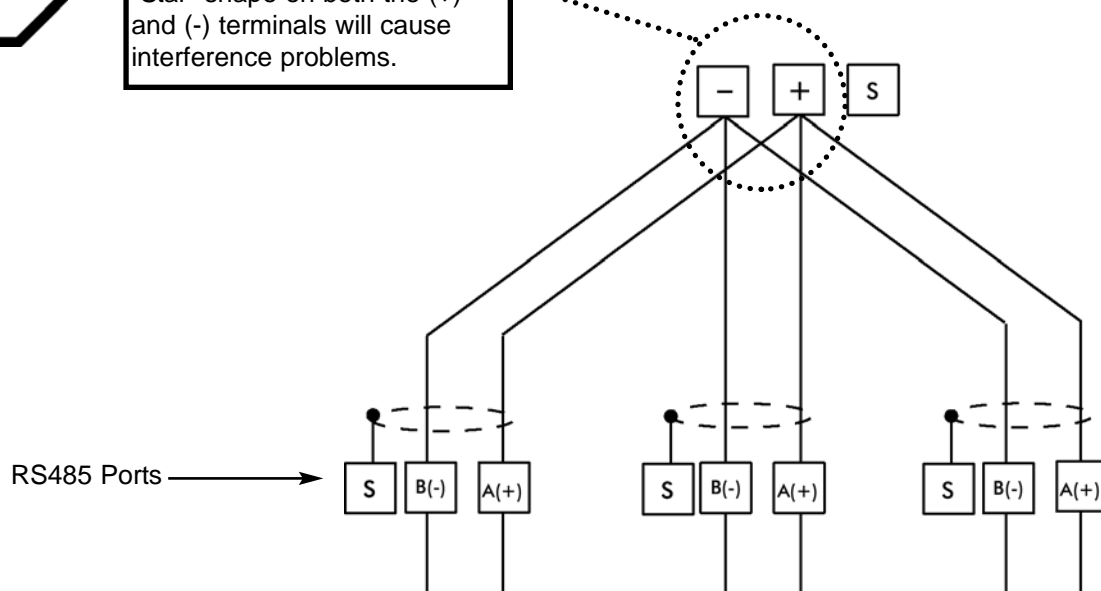 and (-) terminals will cause
interference problems.
− + S
RS485 Ports
S B(-) A(+) S B(-) A(+) S B(-) A(+)